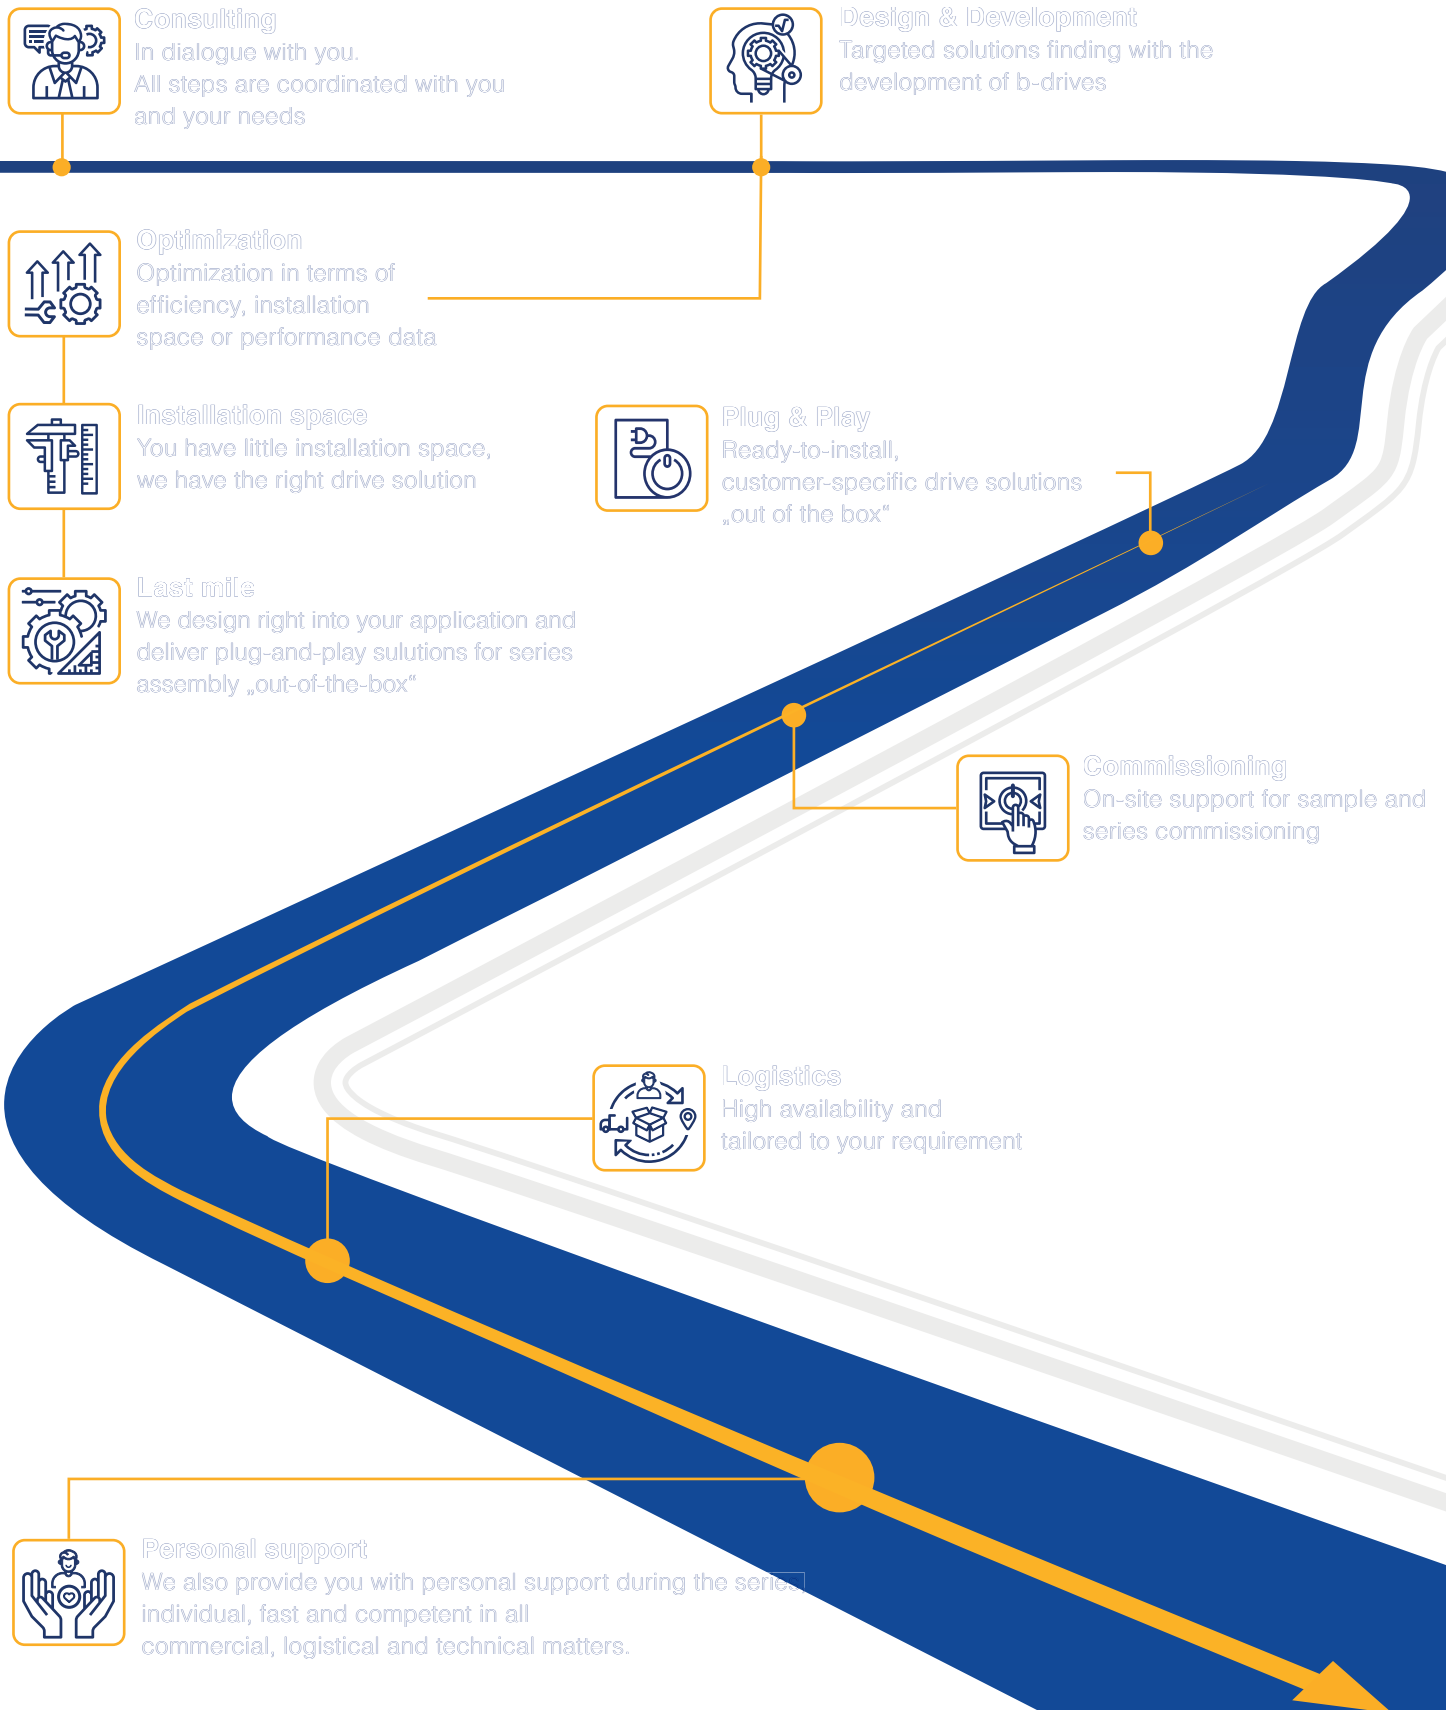 Consulting
In dialogue with you.
All steps are coordinated with you
and your needs
Design & Development
Targeted solutions finding with the
development of b-drives
Optimization
Optimization in terms of
efficiency, installation
space or performance data
Installation space
You have little installation space,
we have the right drive solution
Plug & Play
Ready-to-install,
customer-specific drive solutions
„out of the box“
Last mile
We design right into your application and
deliver plug-and-play sulutions for series
assembly „out-of-the-box“
Commissioning
On-site support for sample and
series commissioning
Logistics
High availability and
tailored to your requirement
Personal support
We also provide you with personal support during the series,
individual, fast and competent in all
commercial, logistical and technical matters.